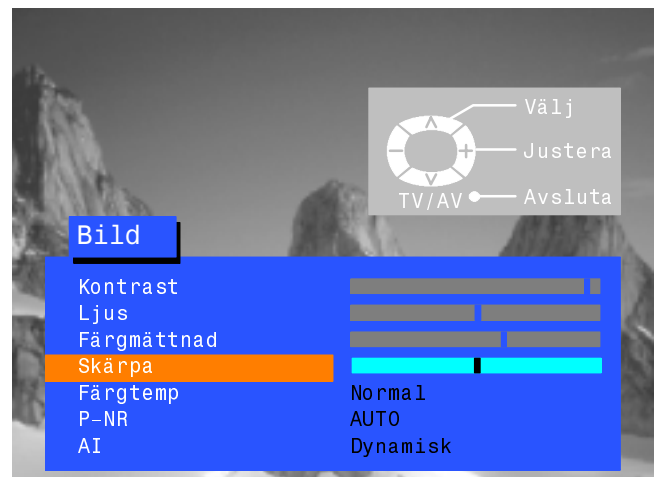 Välj
Justera
TV/AV Avsluta
Bild
Kontrast
Ljus
Färgmättnad
Skärpa
Färgtemp Normal
P-NR AUTO
AI Dynamisk